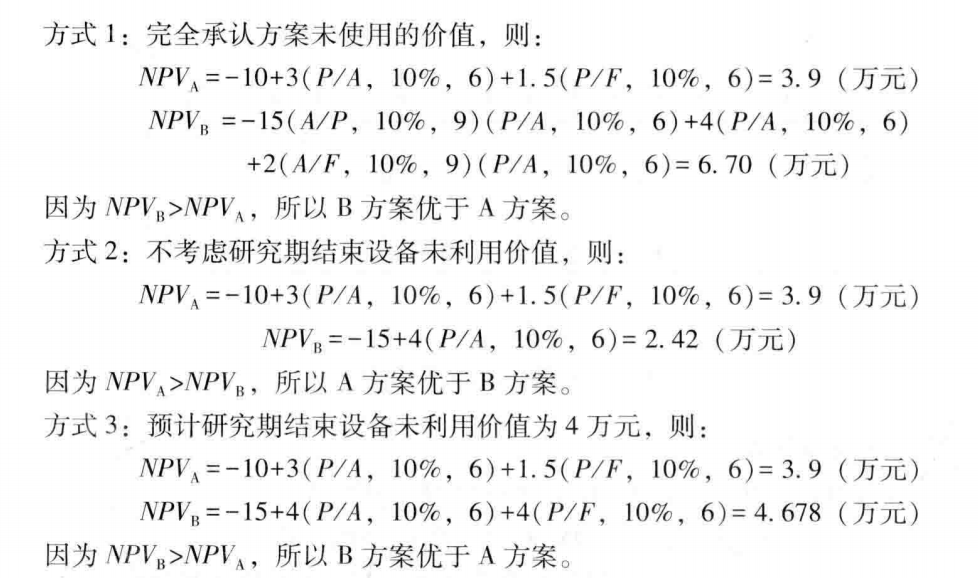 方式 1：完全承认方案未使用的价值，则：
NPV_A =-10+3(P/A，10%，6)+1.5(P/F，10%，6)= 3.9（万元）
NPV_B =-15(A/P，10%，9)(P/A，10%，6)+4(P/A，10%，6)
+2(A/F，10%，9)(P/A，10%，6)= 6.70（万元）
因为 NPV_B>NPV_A，所以 B 方案优于 A 方案。
方式 2：不考虑研究期结束设备未利用价值，则：
NPV_A =-10+3(P/A，10%，6)+1.5(P/F，10%，6)= 3.9（万元）
NPV_B =-15+4(P/A，10%，6)= 2.42（万元）
因为 NPV_A>NPV_B，所以 A 方案优于 B 方案。
方式 3：预计研究期结束设备未利用价值为 4 万元，则：
NPV_A =-10+3(P/A，10%，6)+1.5(P/F，10%，6)= 3.9（万元）
NPV_B =-15+4(P/A，10%，6)+4(P/F，10%，6)= 4.678（万元）
因为 NPV_B>NPV_A，所以 B 方案优于 A 方案。